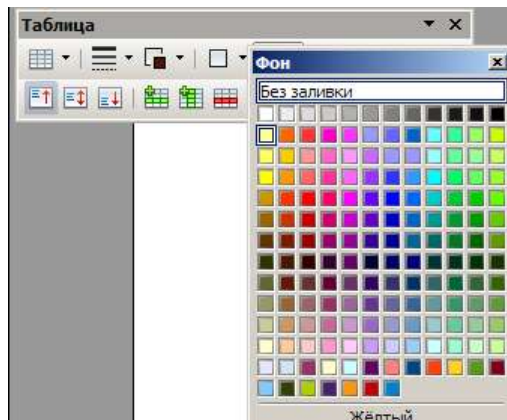 Таблица
Фон
Без заливки
Жёлтый